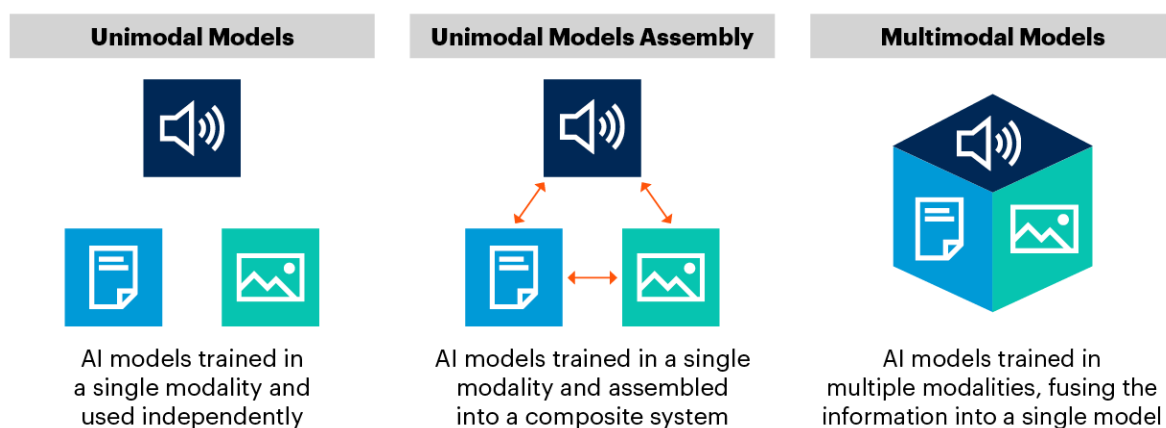 Unimodal Models
AI models trained in
a single modality and
used independently
Unimodal Models Assembly
AI models trained in a single
modality and assembled
into a composite system
Multimodal Models
AI models trained in
multiple modalities, fusing the
information into a single model